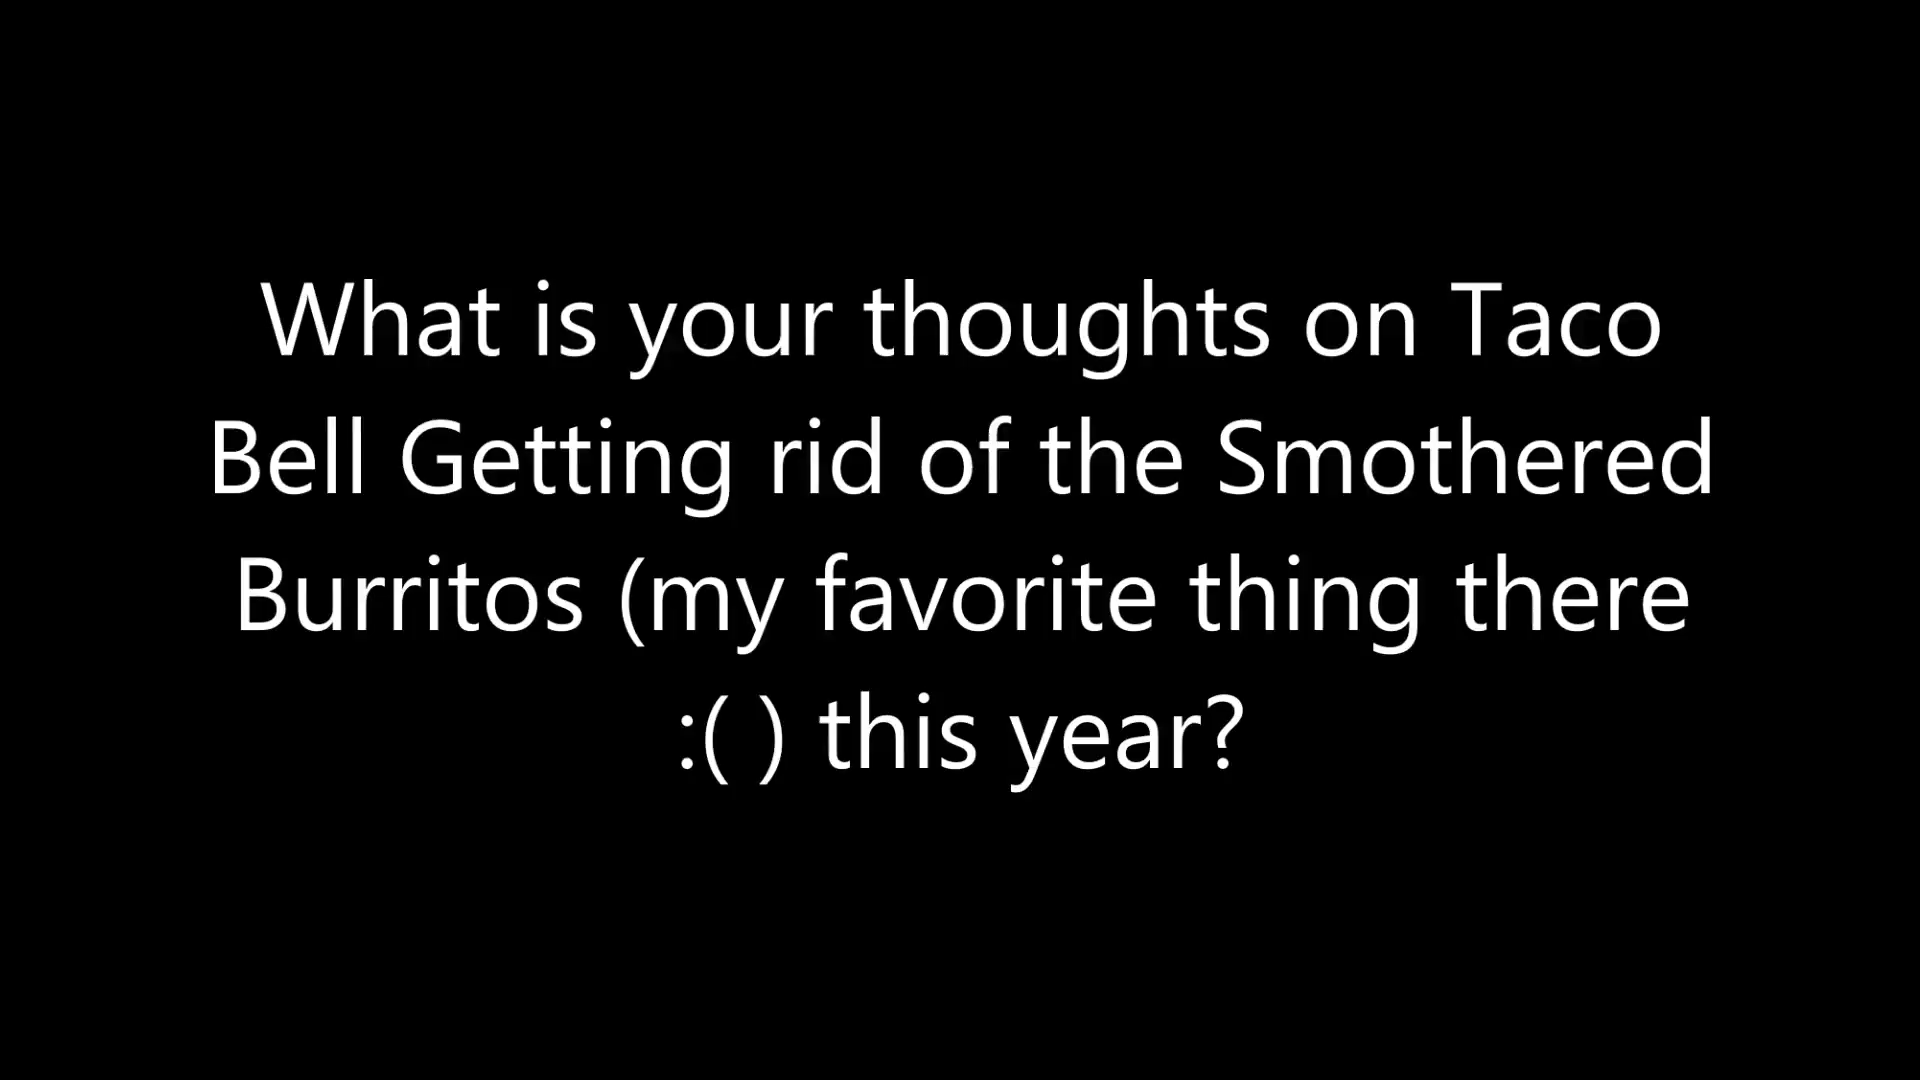 What is your thoughts on Taco
Bell Getting rid of the Smothered
Burritos (my favorite thing there
:( ) this year?